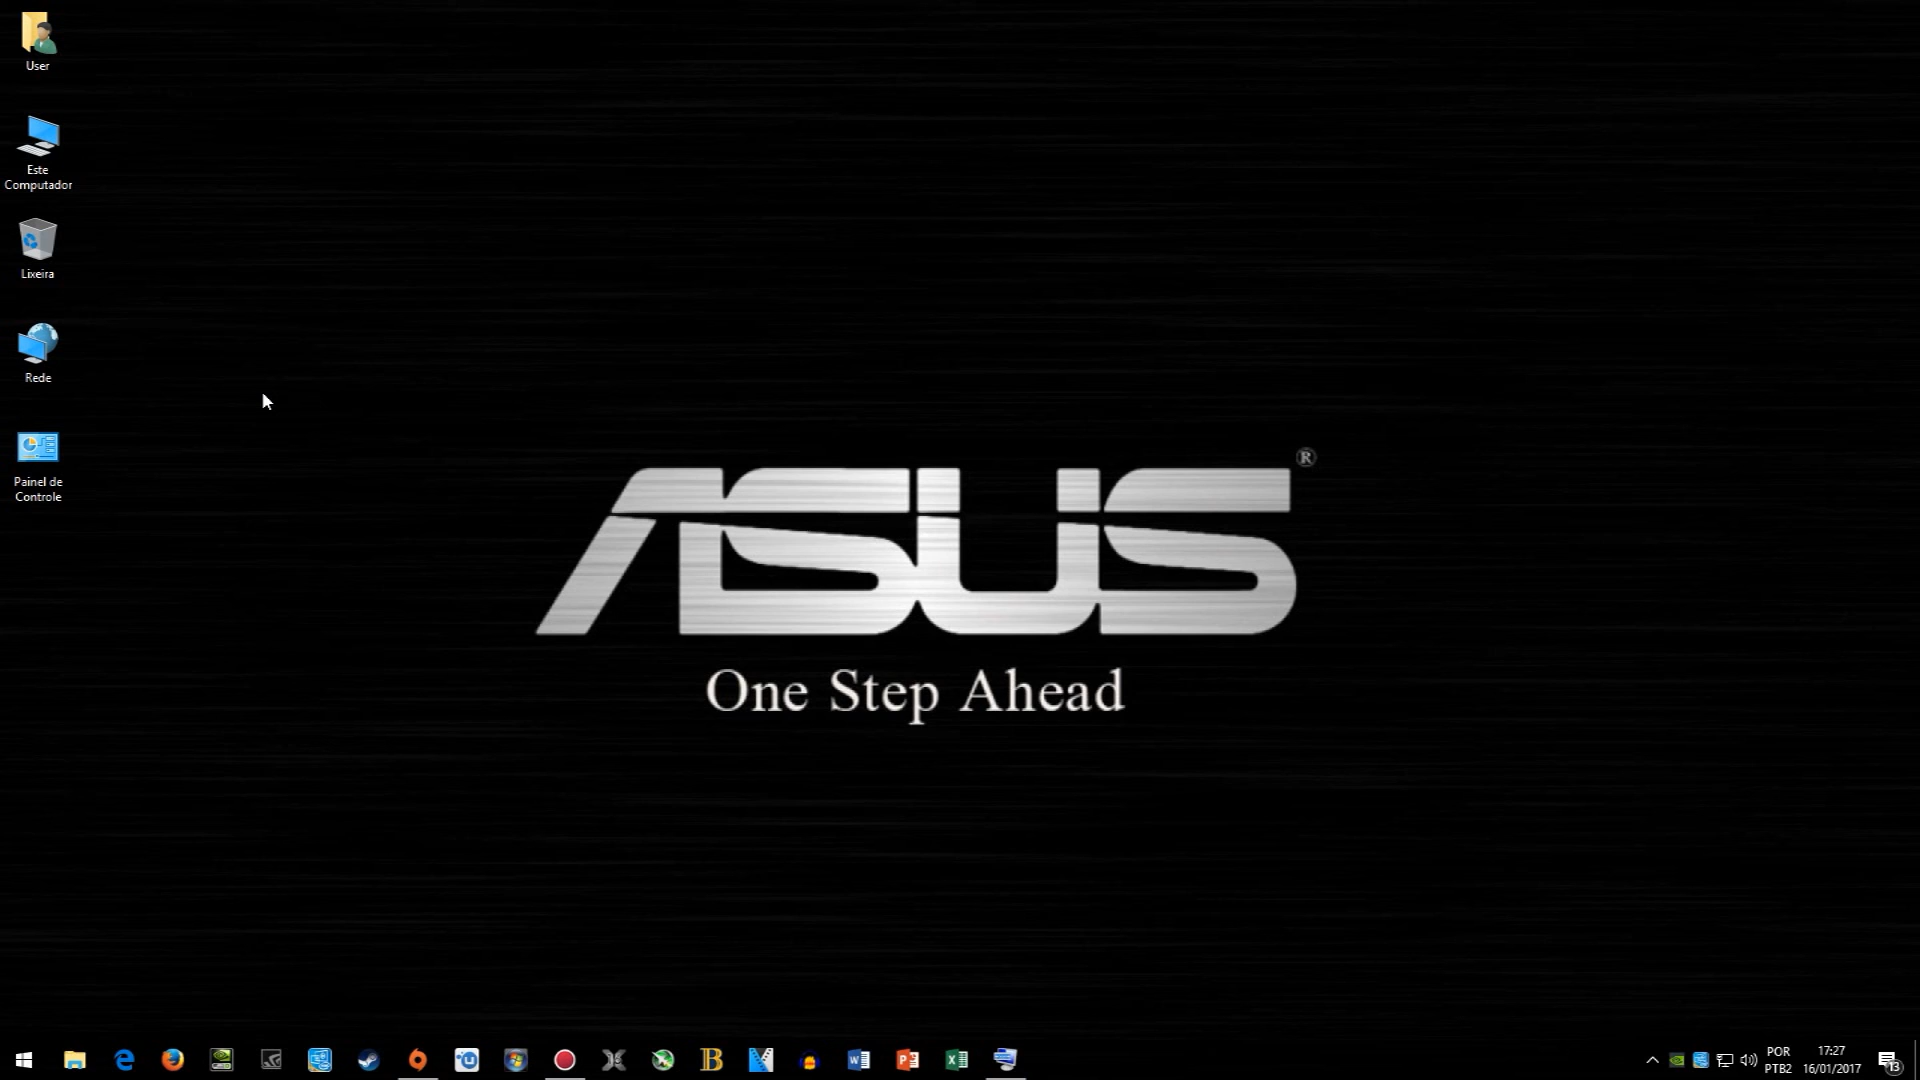 User
Este
Computador
Lixeira
Rede
Painel de
Controle
ASUS®
One Step Ahead
POR
PTB2
17:27
16/01/2017
13